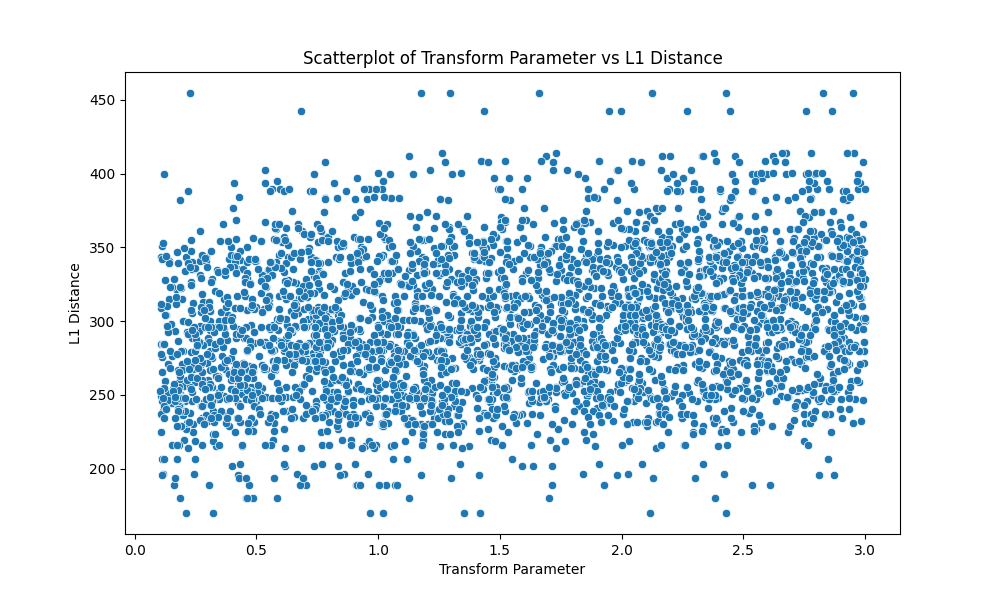 Scatterplot of Transform Parameter vs L1 Distance
450
400
350
300
250
200
L1 Distance
0.0 0.5 1.0 1.5 2.0 2.5 3.0
Transform Parameter